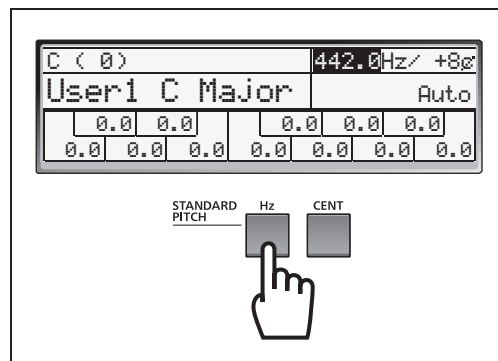 C ( 0) 442.0Hz/ +8¢
User1 C Major Auto
0.0 0.0 0.0 0.0 0.0
0.0 0.0 0.0 0.0 0.0 0.0 0.0
STANDARD PITCH Hz CENT